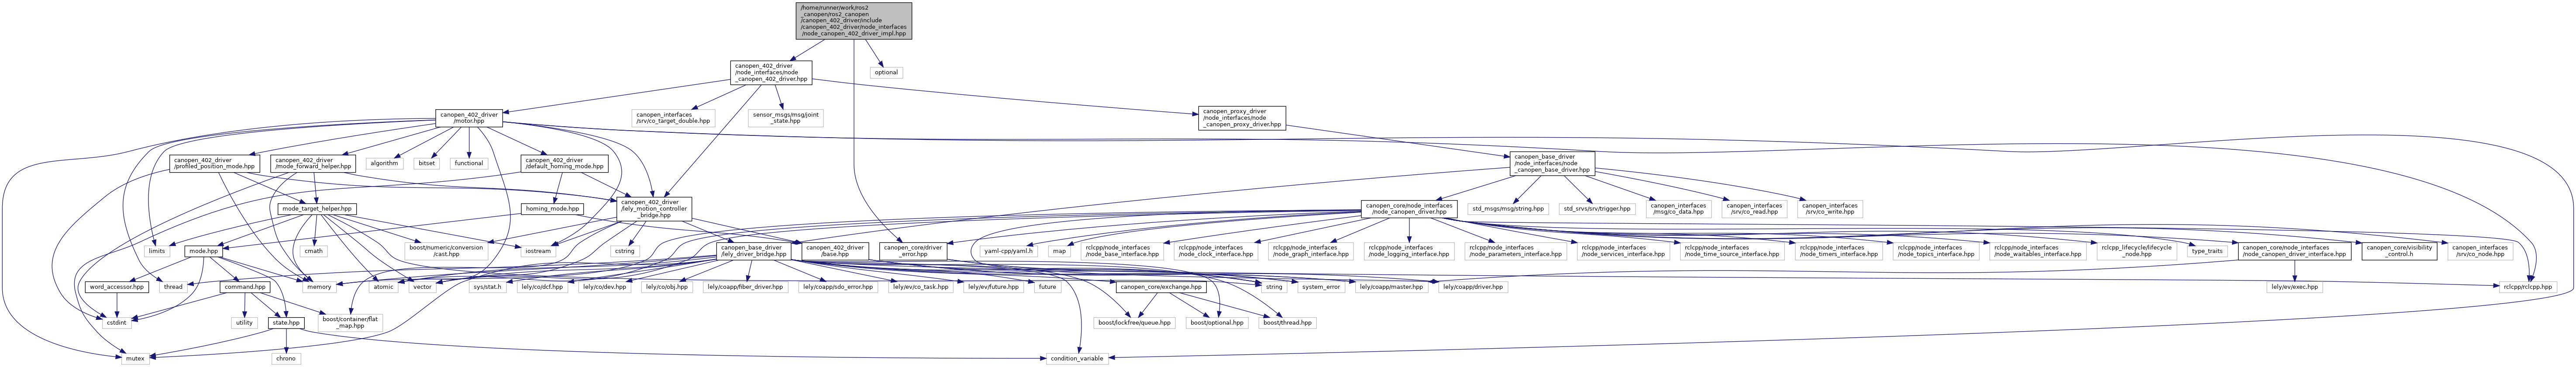 /home/runner/work/ros2
_canopen/ros2_canopen
/canopen_402_driver/include
/canopen_402_driver/node_interfaces
/node_canopen_402_driver_impl.hpp
canopen_402_driver
/node_interfaces/node
_canopen_402_driver.hpp
optional
canopen_402_driver
/motor.hpp
canopen_interfaces
/srv/co_target_double.hpp
sensor_msgs/msg/joint
_state.hpp
canopen_proxy_driver
/node_interfaces/node
_canopen_proxy_driver.hpp
canopen_402_driver
/profiled_position_mode.hpp
canopen_402_driver
/mode_forward_helper.hpp
algorithm
bitset
functional
canopen_402_driver
/default_homing_mode.hpp
canopen_base_driver
/node_interfaces/node
_canopen_base_driver.hpp
mode_target_helper.hpp
homing_mode.hpp
canopen_402_driver
/lely_motion_controller
_bridge.hpp
canopen_core/node_interfaces
/node_canopen_driver.hpp
std_msgs/msg/string.hpp
std_srvs/srv/trigger.hpp
canopen_interfaces
/msg/co_data.hpp
canopen_interfaces
/srv/co_read.hpp
canopen_interfaces
/srv/co_write.hpp
limits
mode.hpp
cmath
boost/numeric/conversion
/cast.hpp
iostream
cstring
canopen_base_driver
/lely_driver_bridge.hpp
canopen_402_driver
/base.hpp
canopen_core/driver
_error.hpp
yaml-cpp/yaml.h
map
rclcpp/node_interfaces
/node_base_interface.hpp
rclcpp/node_interfaces
/node_clock_interface.hpp
rclcpp/node_interfaces
/node_graph_interface.hpp
rclcpp/node_interfaces
/node_logging_interface.hpp
rclcpp/node_interfaces
/node_parameters_interface.hpp
rclcpp/node_interfaces
/node_services_interface.hpp
rclcpp/node_interfaces
/node_time_source_interface.hpp
rclcpp/node_interfaces
/node_timers_interface.hpp
rclcpp/node_interfaces
/node_topics_interface.hpp
rclcpp/node_interfaces
/node_waitables_interface.hpp
rclcpp_lifecycle/lifecycle
_node.hpp
type_traits
canopen_core/node_interfaces
/node_canopen_driver_interface.hpp
canopen_core/visibility
_control.h
canopen_interfaces
/srv/co_node.hpp
word_accessor.hpp
thread
command.hpp
memory
atomic
vector
sys/stat.h
lely/co/dcf.hpp
lely/co/dev.hpp
lely/co/obj.hpp
lely/coapp/fiber_driver.hpp
lely/coapp/sdo_error.hpp
lely/ev/co_task.hpp
lely/ev/future.hpp
future
canopen_core/exchange.hpp
string
system_error
lely/coapp/master.hpp
lely/coapp/driver.hpp
lely/ev/exec.hpp
rclcpp/rclcpp.hpp
cstdint
utility
state.hpp
boost/container/flat
_map.hpp
boost/lockfree/queue.hpp
boost/optional.hpp
boost/thread.hpp
mutex
chrono
condition_variable